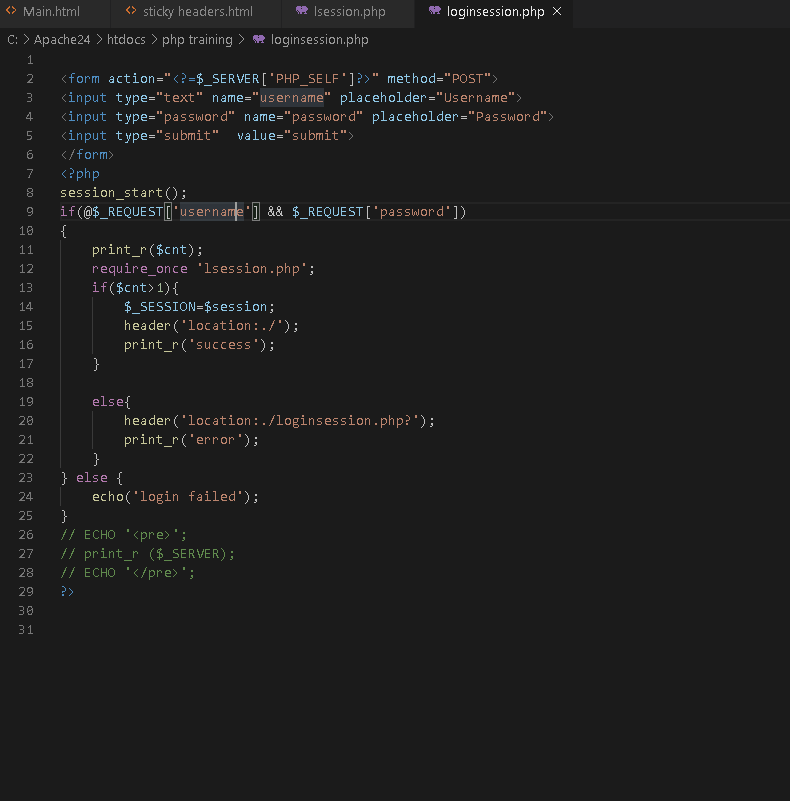 Main.html sticky headers.html lsession.php loginsession.php ×
C: > Apache24 > htdocs > php training > loginsession.php
1
2 <form action="<?=$_SERVER['PHP_SELF']?>" method="POST">
3 <input type="text" name="username" placeholder="Username">
4 <input type="password" name="password" placeholder="Password">
5 <input type="submit"  value="submit">
6 </form>
7 <?php
8 session_start();
9 if(@$_REQUEST['username'] && $_REQUEST['password'])
10 {
11     print_r($cnt);
12     require_once 'lsession.php';
13     if($cnt>1){
14         $_SESSION=$session;
15         header('location:./');
16         print_r('success');
17     }
18
19     else{
20         header('location:./loginsession.php?');
21         print_r('error');
22     }
23 } else {
24     echo('login failed');
25 }
26 // ECHO '<pre>';
27 // print_r ($_SERVER);
28 // ECHO '</pre>';
29 ?>
30
31